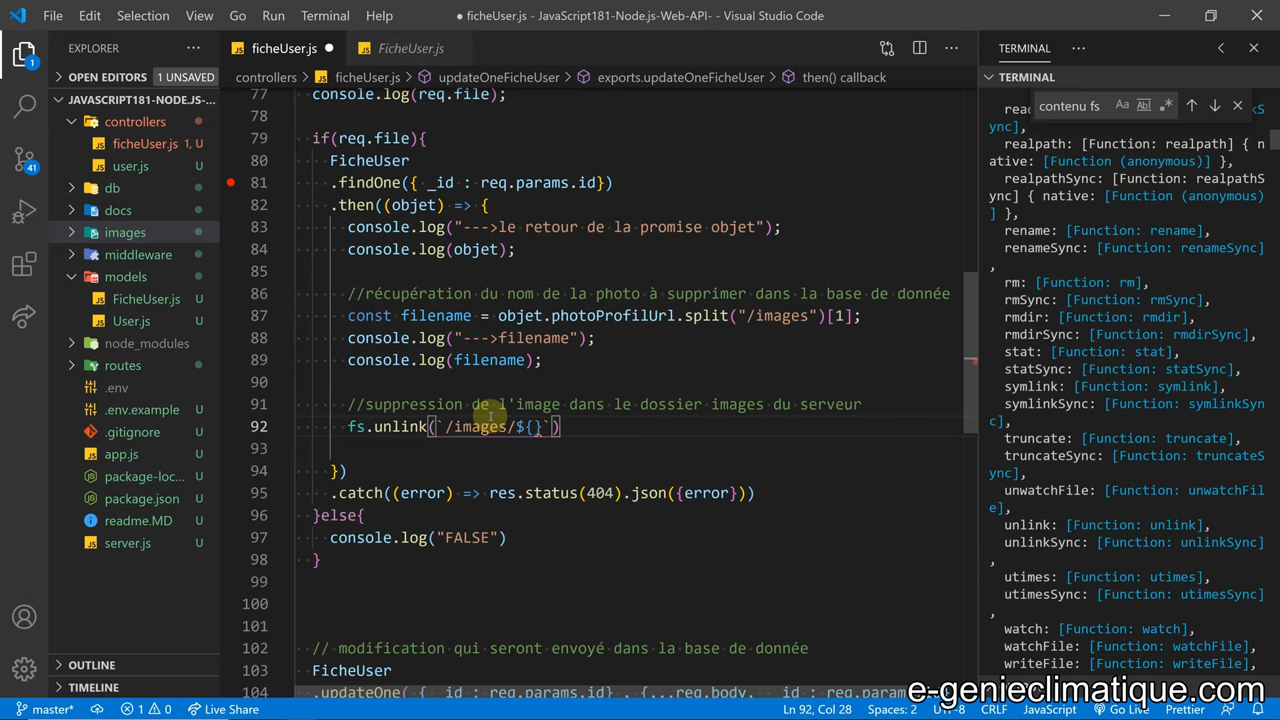 File Edit Selection View Go Run Terminal Help ● ficheUser.js - JavaScript181-Node.js-Web-API- - Visual Studio Code
EXPLORER
OPEN EDITORS 1 UNSAVED
JAVASCRIPT181-NODE.JS-...
controllers
ficheUser.js 1, U
user.js U
db
docs
images
middleware
models
FicheUser.js U
User.js U
node_modules
routes
.env
.env.example U
.gitignore U
app.js U
package-loc... U
package.json U
readme.MD U
server.js U
OUTLINE
TIMELINE
ficheUser.js ● FicheUser.js
controllers > ficheUser.js > updateOneFicheUser > exports.updateOneFicheUser > then() callback
77 console.log(req.file);
78
79 if(req.file){
80 FicheUser
81 .findOne({ _id : req.params.id})
82 .then((objet) => {
83 console.log("--->le retour de la promise objet");
84 console.log(objet);
85
86 //récupération du nom de la photo à supprimer dans la base de donnée
87 const filename = objet.photoProfilUrl.split("/images")[1];
88 console.log("--->filename");
89 console.log(filename);
90
91 //suppression de l'image dans le dossier images du serveur
92 fs.unlink(`/images/${}`)
93
94 })
95 .catch((error) => res.status(404).json({error}))
96 }else{
97 console.log("FALSE")
98 }
99
100
101
102 // modification qui seront envoyé dans la base de donnée
103 FicheUser
104 .updateOne( { _id : req.params.id} , {...req.body, _id : req.param
TERMINAL
TERMINAL
contenu fs
ync],
realpath: [Function: realpath] { n
ative: [Function (anonymous)] },
realpathSync: [Function: realpathS
ync] { native: [Function (anonymous)
] },
rename: [Function: rename],
renameSync: [Function: renameSync]
,
rm: [Function: rm],
rmSync: [Function: rmSync],
rmdir: [Function: rmdir],
rmdirSync: [Function: rmdirSync],
stat: [Function: stat],
statSync: [Function: statSync],
symlink: [Function: symlink],
symlinkSync: [Function: symlinkSyn
c],
truncate: [Function: truncate],
truncateSync: [Function: truncateS
ync],
unwatchFile: [Function: unwatchFil
e],
unlink: [Function: unlink],
unlinkSync: [Function: unlinkSync]
,
utimes: [Function: utimes],
utimesSync: [Function: utimesSync]
,
watch: [Function: watch],
watchFile: [Function: watchFile],
writeFile: [Function: writeFile],
e-genieclimatique.com
master* 1 0 Live Share Ln 92, Col 28 Spaces: 2 UTF-8 CRLF JavaScript Go Live Prettier